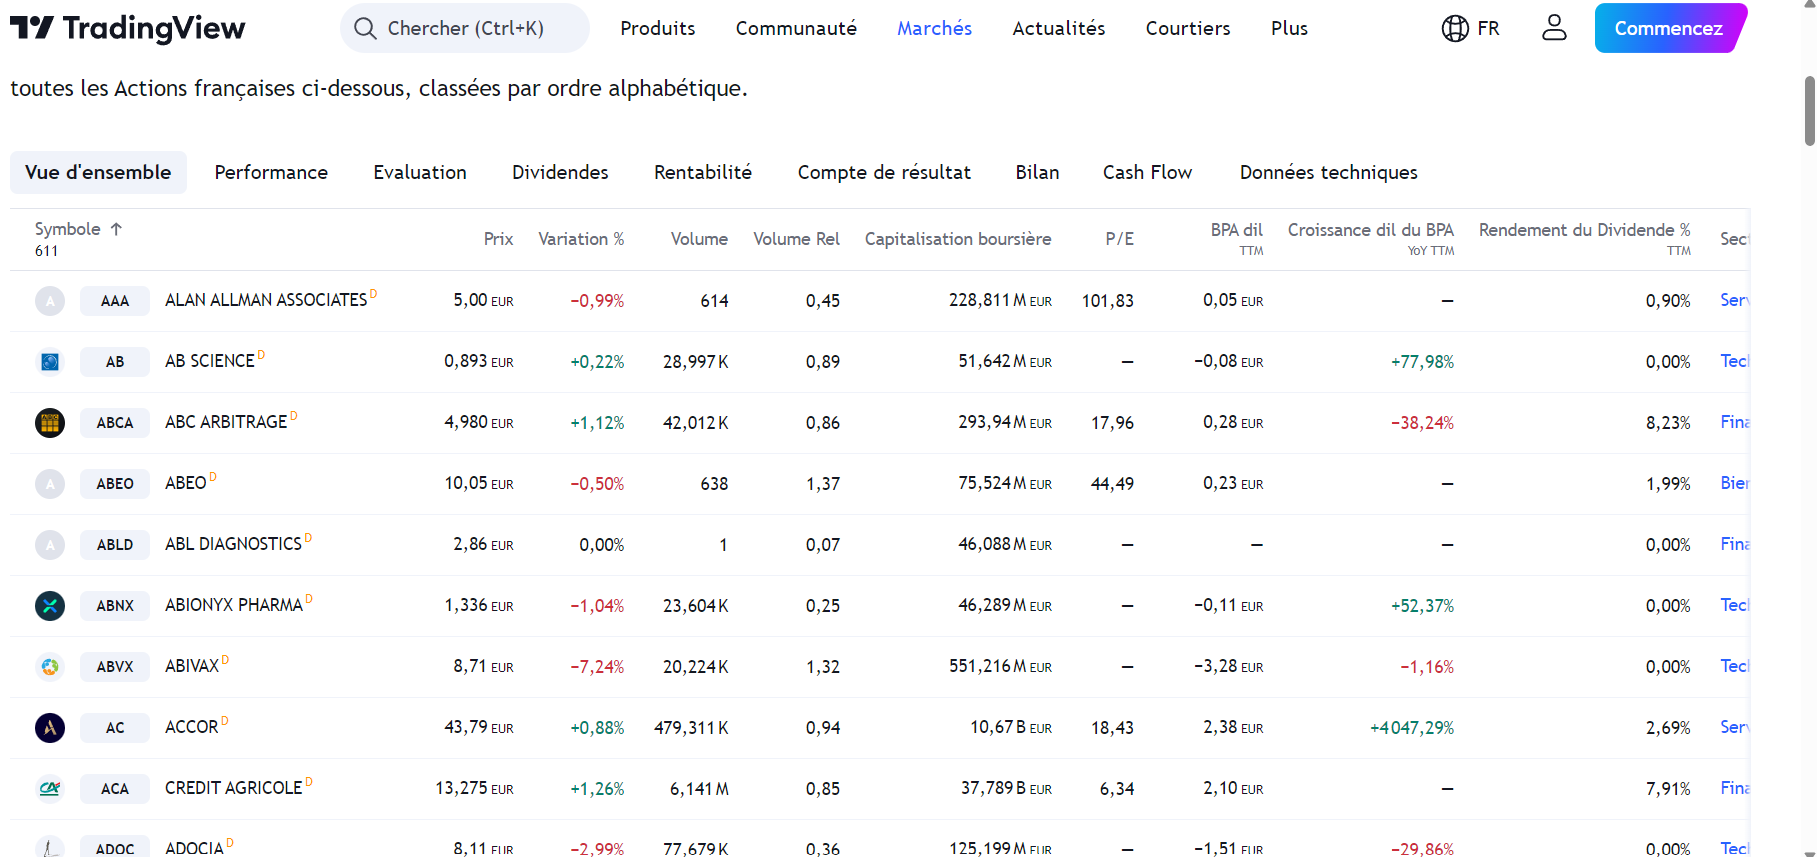 TradingView Chercher (Ctrl+K) Produits Communauté Marchés Actualités Courtiers Plus FR Commencez
toutes les Actions françaises ci-dessous, classées par ordre alphabétique.
Vue d'ensemble Performance Evaluation Dividendes Rentabilité Compte de résultat Bilan Cash Flow Données techniques
Symbole ↑ Prix Variation % Volume Volume Rel Capitalisation boursière P/E BPA dil Croissance dil du BPA Rendement du Dividende % Sect
611 TTM YoY TTM TTM
A AAA ALAN ALLMAN ASSOCIATES D 5,00 EUR −0,99% 614 0,45 228,811 M EUR 101,83 0,05 EUR — 0,90% Serv
AB AB SCIENCE D 0,893 EUR +0,22% 28,997 K 0,89 51,642 M EUR — −0,08 EUR +77,98% 0,00% Tech
ABCA ABC ARBITRAGE D 4,980 EUR +1,12% 42,012 K 0,86 293,94 M EUR 17,96 0,28 EUR −38,24% 8,23% Fina
A ABEO ABEO D 10,05 EUR −0,50% 638 1,37 75,524 M EUR 44,49 0,23 EUR — 1,99% Bien
A ABLD ABL DIAGNOSTICS D 2,86 EUR 0,00% 1 0,07 46,088 M EUR — — — 0,00% Fina
ABNX ABIONYX PHARMA D 1,336 EUR −1,04% 23,604 K 0,25 46,289 M EUR — −0,11 EUR +52,37% 0,00% Tech
ABVX ABIVAX D 8,71 EUR −7,24% 20,224 K 1,32 551,216 M EUR — −3,28 EUR −1,16% 0,00% Tech
AC ACCOR D 43,79 EUR +0,88% 479,311 K 0,94 10,67 B EUR 18,43 2,38 EUR +4 047,29% 2,69% Serv
ACA CREDIT AGRICOLE D 13,275 EUR +1,26% 6,141 M 0,85 37,789 B EUR 6,34 2,10 EUR — 7,91% Fina
ADOC ADOCIA D 8,11 EUR −2,99% 77,679 K 0,36 125,199 M EUR — −1,51 EUR −29,86% 0,00% Tech